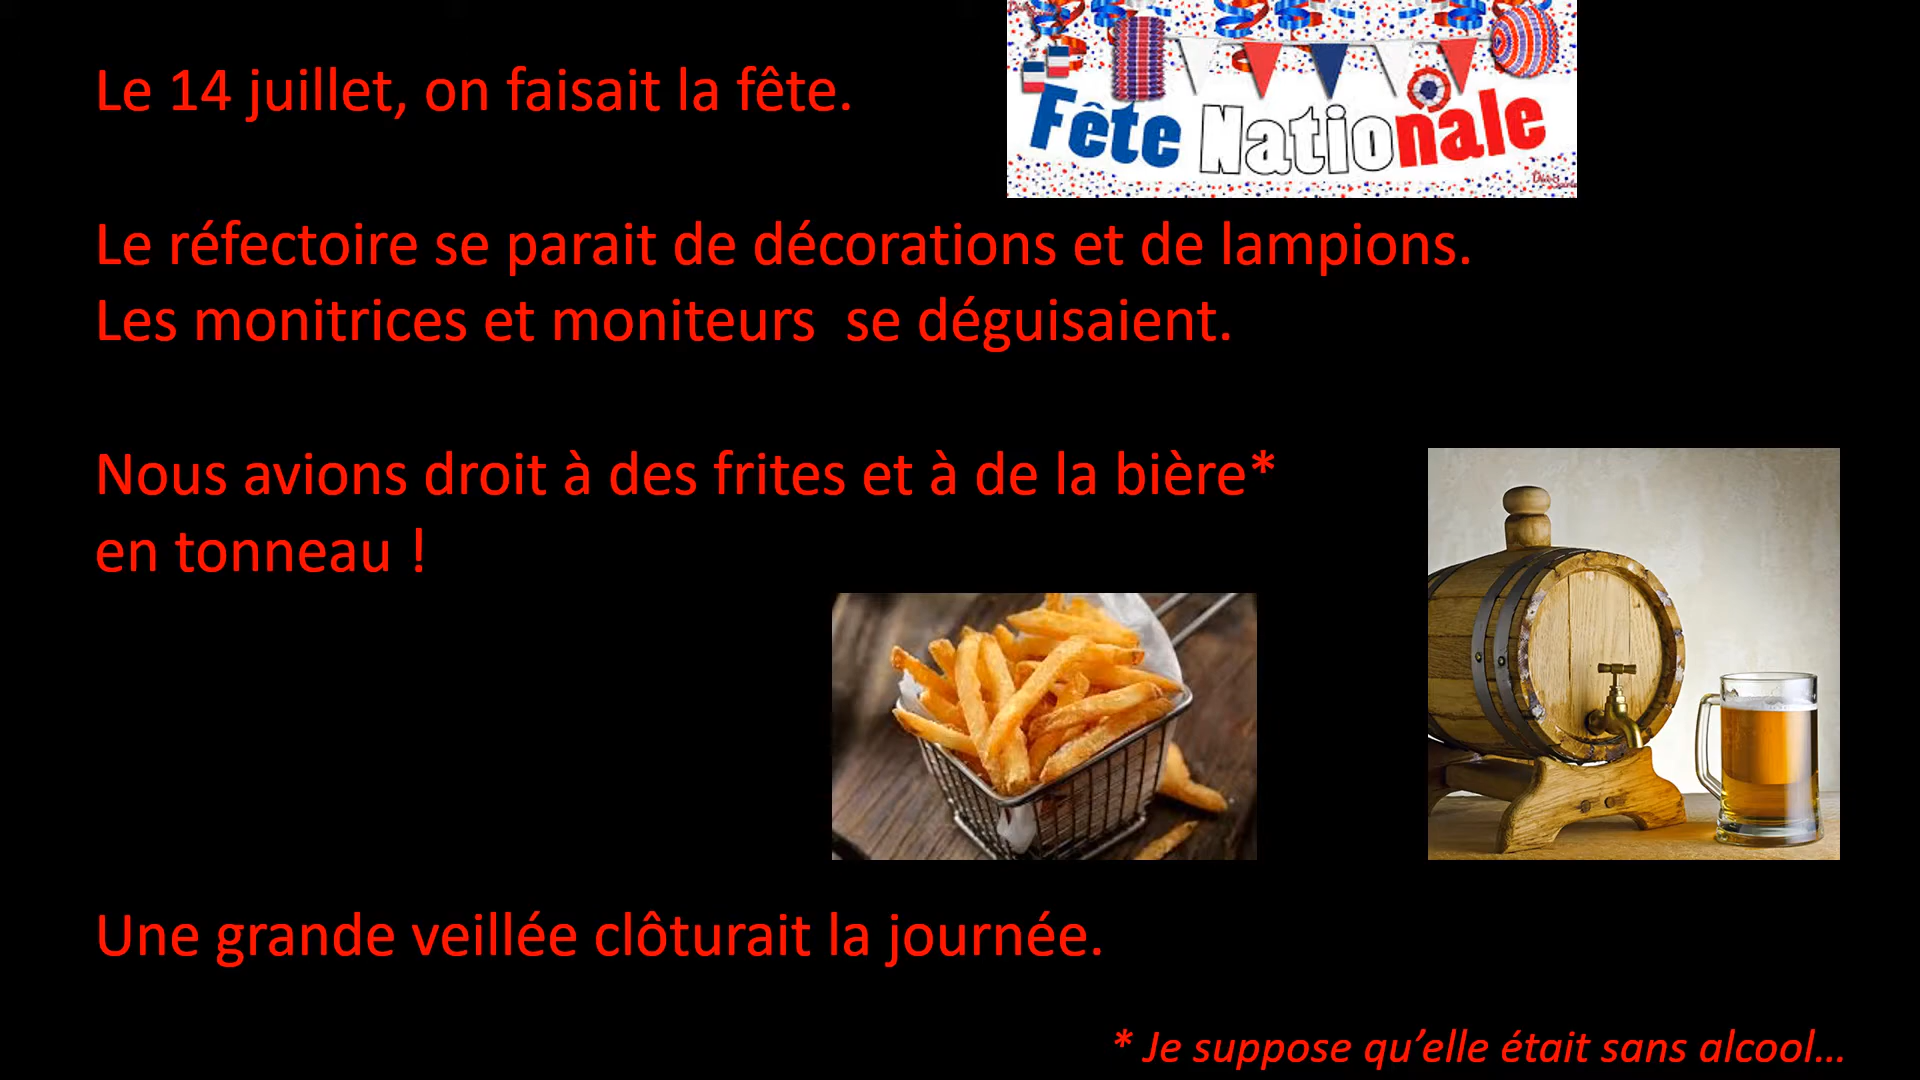 Le 14 juillet, on faisait la fête.
Fête Nationale
Le réfectoire se parait de décorations et de lampions.
Les monitrices et moniteurs  se déguisaient.
Nous avions droit à des frites et à de la bière*
en tonneau !
Une grande veillée clôturait la journée.
* Je suppose qu’elle était sans alcool...